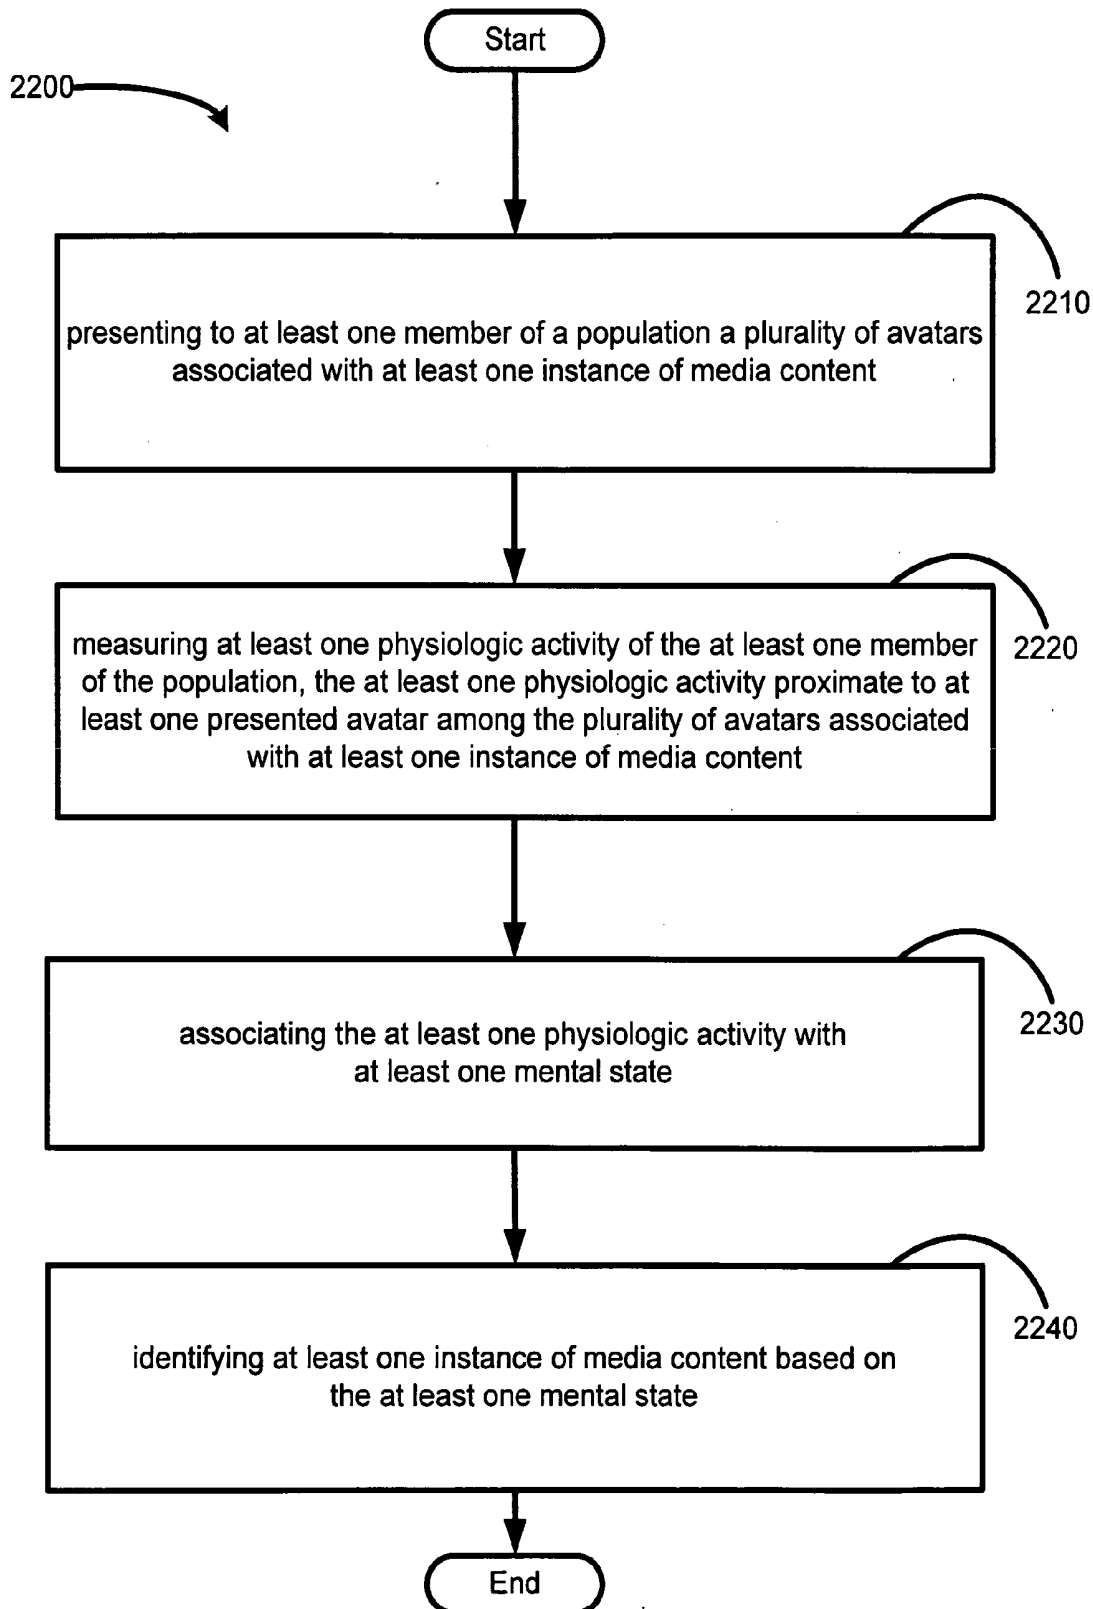 Start
2200
2210
presenting to at least one member of a population a plurality of avatars
associated with at least one instance of media content
2220
measuring at least one physiologic activity of the at least one member
of the population, the at least one physiologic activity proximate to at
least one presented avatar among the plurality of avatars associated
with at least one instance of media content
2230
associating the at least one physiologic activity with
at least one mental state
2240
identifying at least one instance of media content based on
the at least one mental state
End